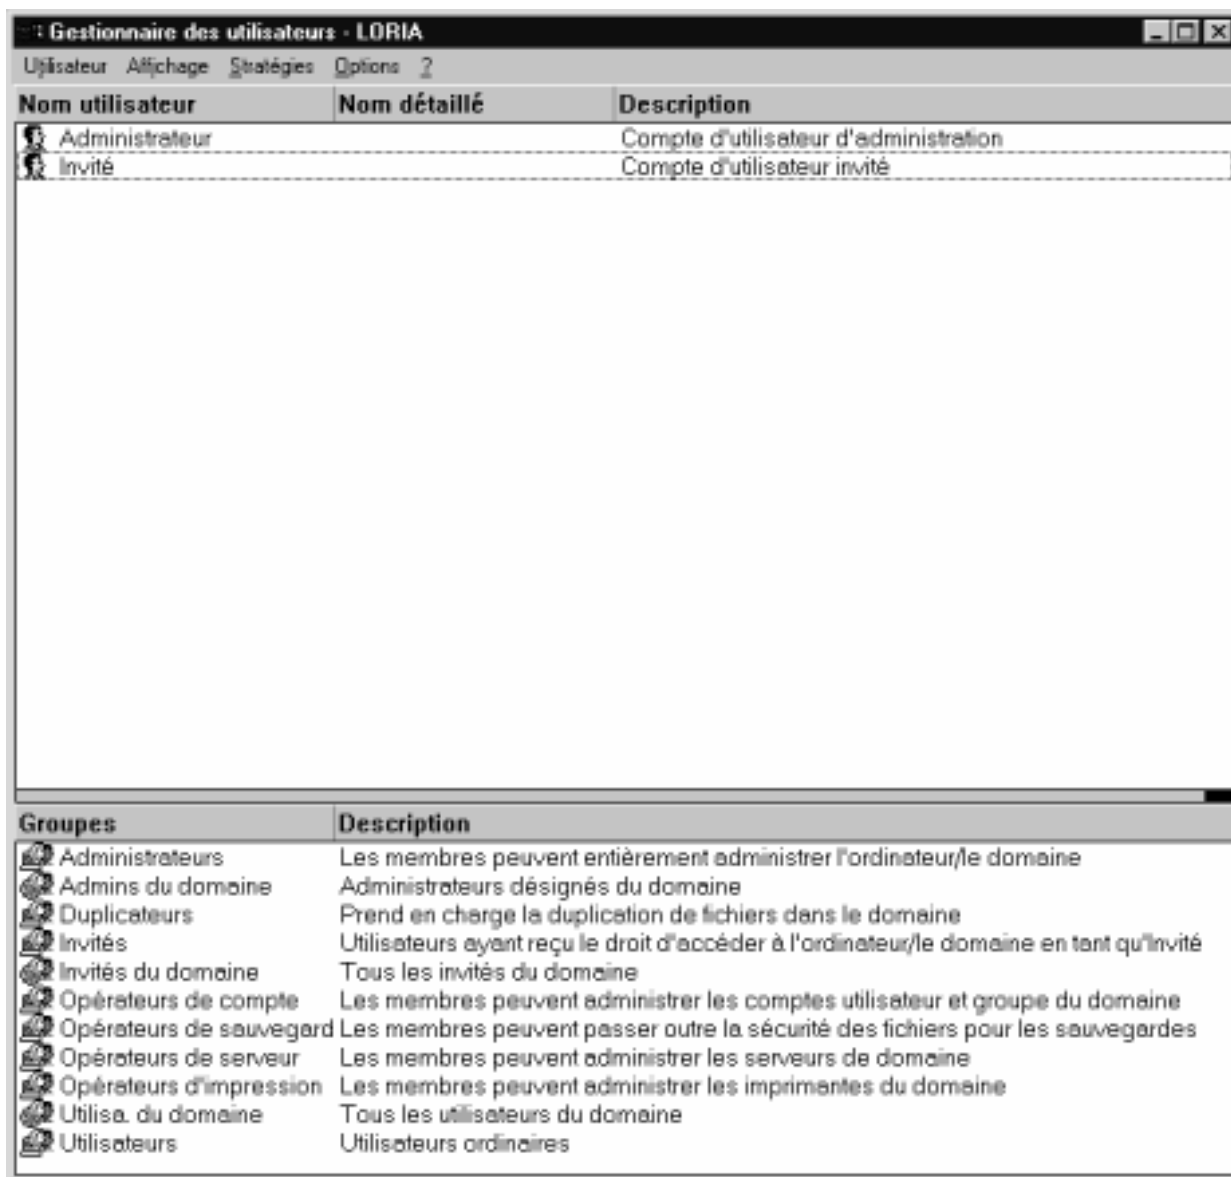 Gestionnaire des utilisateurs - LORIA
Utilisateur Affichage Stratégies Options ?
Nom utilisateur Nom détaillé Description
Administrateur Compte d'utilisateur d'administration
Invité Compte d'utilisateur invité
Groupes Description
Administrateurs Les membres peuvent entièrement administrer l'ordinateur/le domaine
Admins du domaine Administrateurs désignés du domaine
Duplicateurs Prend en charge la duplication de fichiers dans le domaine
Invités Utilisateurs ayant reçu le droit d'accéder à l'ordinateur/le domaine en tant qu'Invité
Invités du domaine Tous les invités du domaine
Opérateurs de compte Les membres peuvent administrer les comptes utilisateur et groupe du domaine
Opérateurs de sauvegard Les membres peuvent passer outre la sécurité des fichiers pour les sauvegardes
Opérateurs de serveur Les membres peuvent administrer les serveurs de domaine
Opérateurs d'impression Les membres peuvent administrer les imprimantes du domaine
Utilisa. du domaine Tous les utilisateurs du domaine
Utilisateurs Utilisateurs ordinaires